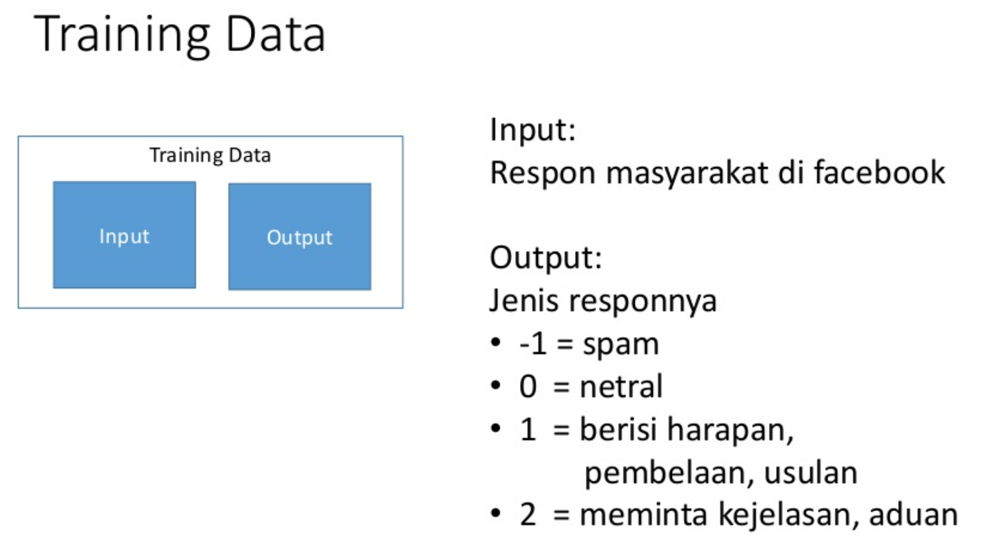 Training Data
Training Data
Input
Output
Input:
Respon masyarakat di facebook
Output:
Jenis responnya
• -1 = spam
• 0 = netral
• 1 = berisi harapan,
pembelaan, usulan
• 2 = meminta kejelasan, aduan